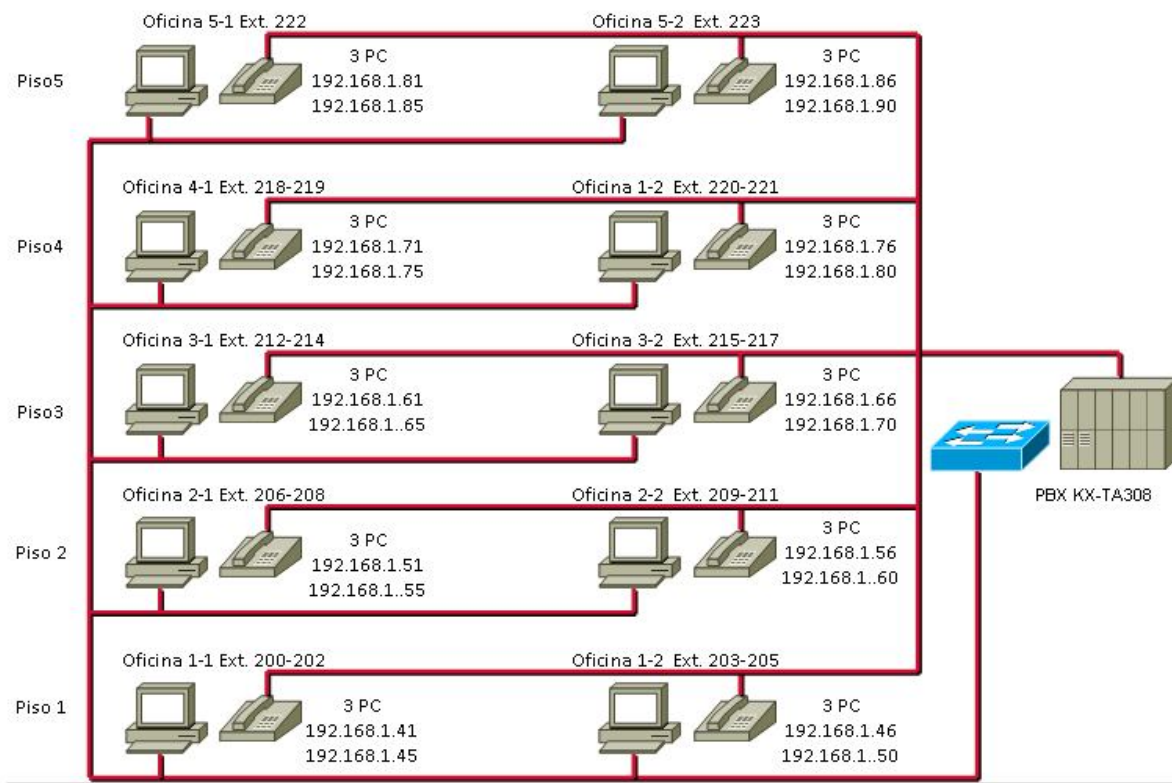 Oficina 5-1 Ext. 222
Oficina 5-2 Ext. 223
Piso5
3 PC
192.168.1.81
192.168.1.85
3 PC
192.168.1.86
192.168.1.90
Oficina 4-1 Ext. 218-219
Oficina 1-2 Ext. 220-221
Piso4
3 PC
192.168.1.71
192.168.1.75
3 PC
192.168.1.76
192.168.1.80
Oficina 3-1 Ext. 212-214
Oficina 3-2 Ext. 215-217
Piso3
3 PC
192.168.1.61
192.168.1..65
3 PC
192.168.1.66
192.168.1.70
PBX KX-TA308
Oficina 2-1 Ext. 206-208
Oficina 2-2 Ext. 209-211
Piso 2
3 PC
192.168.1.51
192.168.1..55
3 PC
192.168.1.56
192.168.1..60
Oficina 1-1 Ext. 200-202
Oficina 1-2 Ext. 203-205
Piso 1
3 PC
192.168.1.41
192.168.1.45
3 PC
192.168.1.46
192.168.1..50